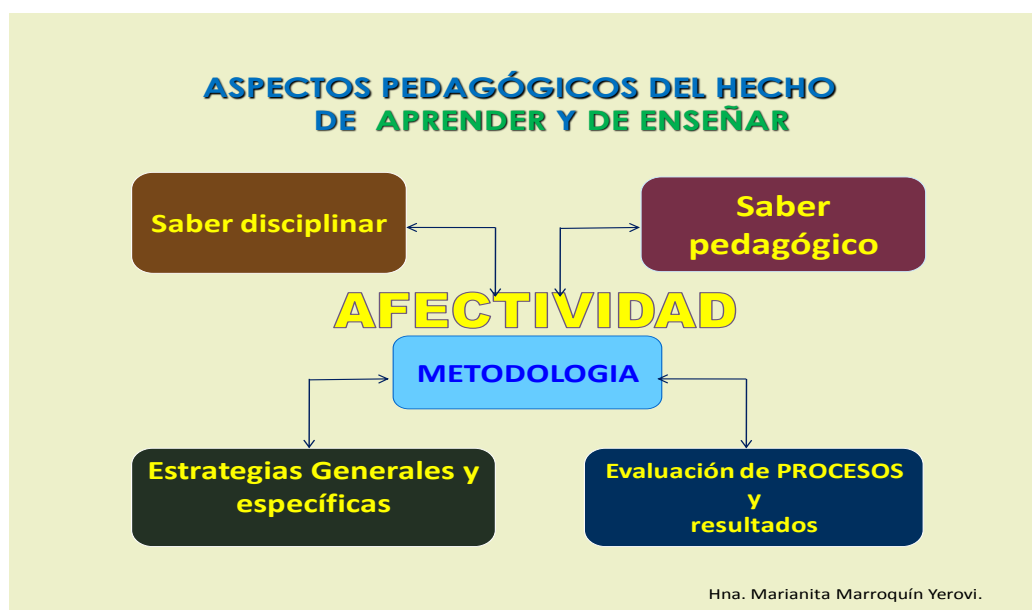 ASPECTOS PEDAGÓGICOS DEL HECHO
DE APRENDER Y DE ENSEÑAR
Saber disciplinar
Saber
pedagógico
AFECTIVIDAD
METODOLOGIA
Estrategias Generales y
específicas
Evaluación de PROCESOS
y
resultados
Hna. Marianita Marroquín Yerovi.